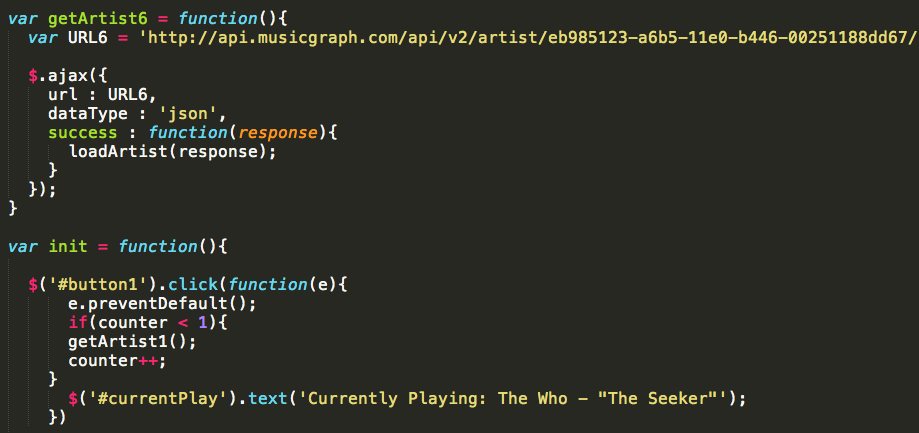 var getArtist6 = function(){
  var URL6 = 'http://api.musicgraph.com/api/v2/artist/eb985123-a6b5-11e0-b446-00251188dd67/
  $.ajax({
    url : URL6,
    dataType : 'json',
    success : function(response){
      loadArtist(response);
    }
  });
}
var init = function(){
  $('#button1').click(function(e){
      e.preventDefault();
      if(counter < 1){
      getArtist1();
      counter++;
    }
      $('#currentPlay').text('Currently Playing: The Who - "The Seeker"');
    })